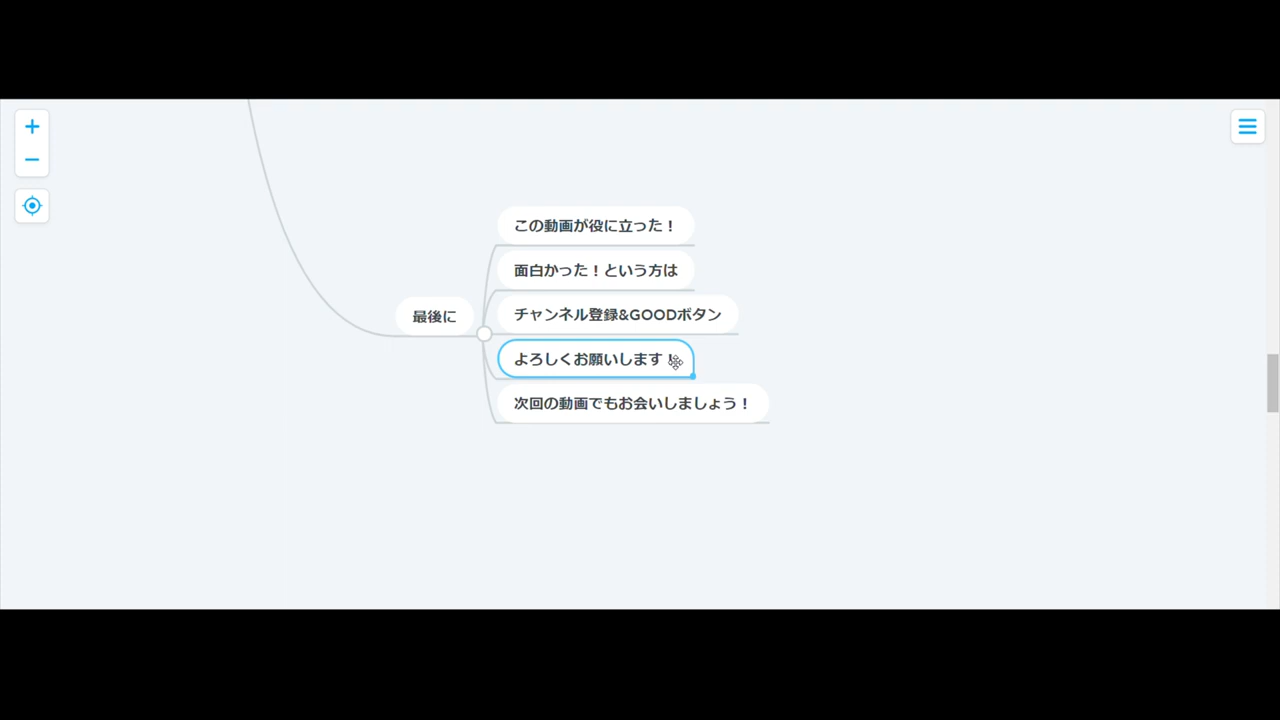 この動画が役に立った！
面白かった！という方は
最後に
チャンネル登録&GOODボタン
よろしくお願いします！
次回の動画でもお会いしましょう！